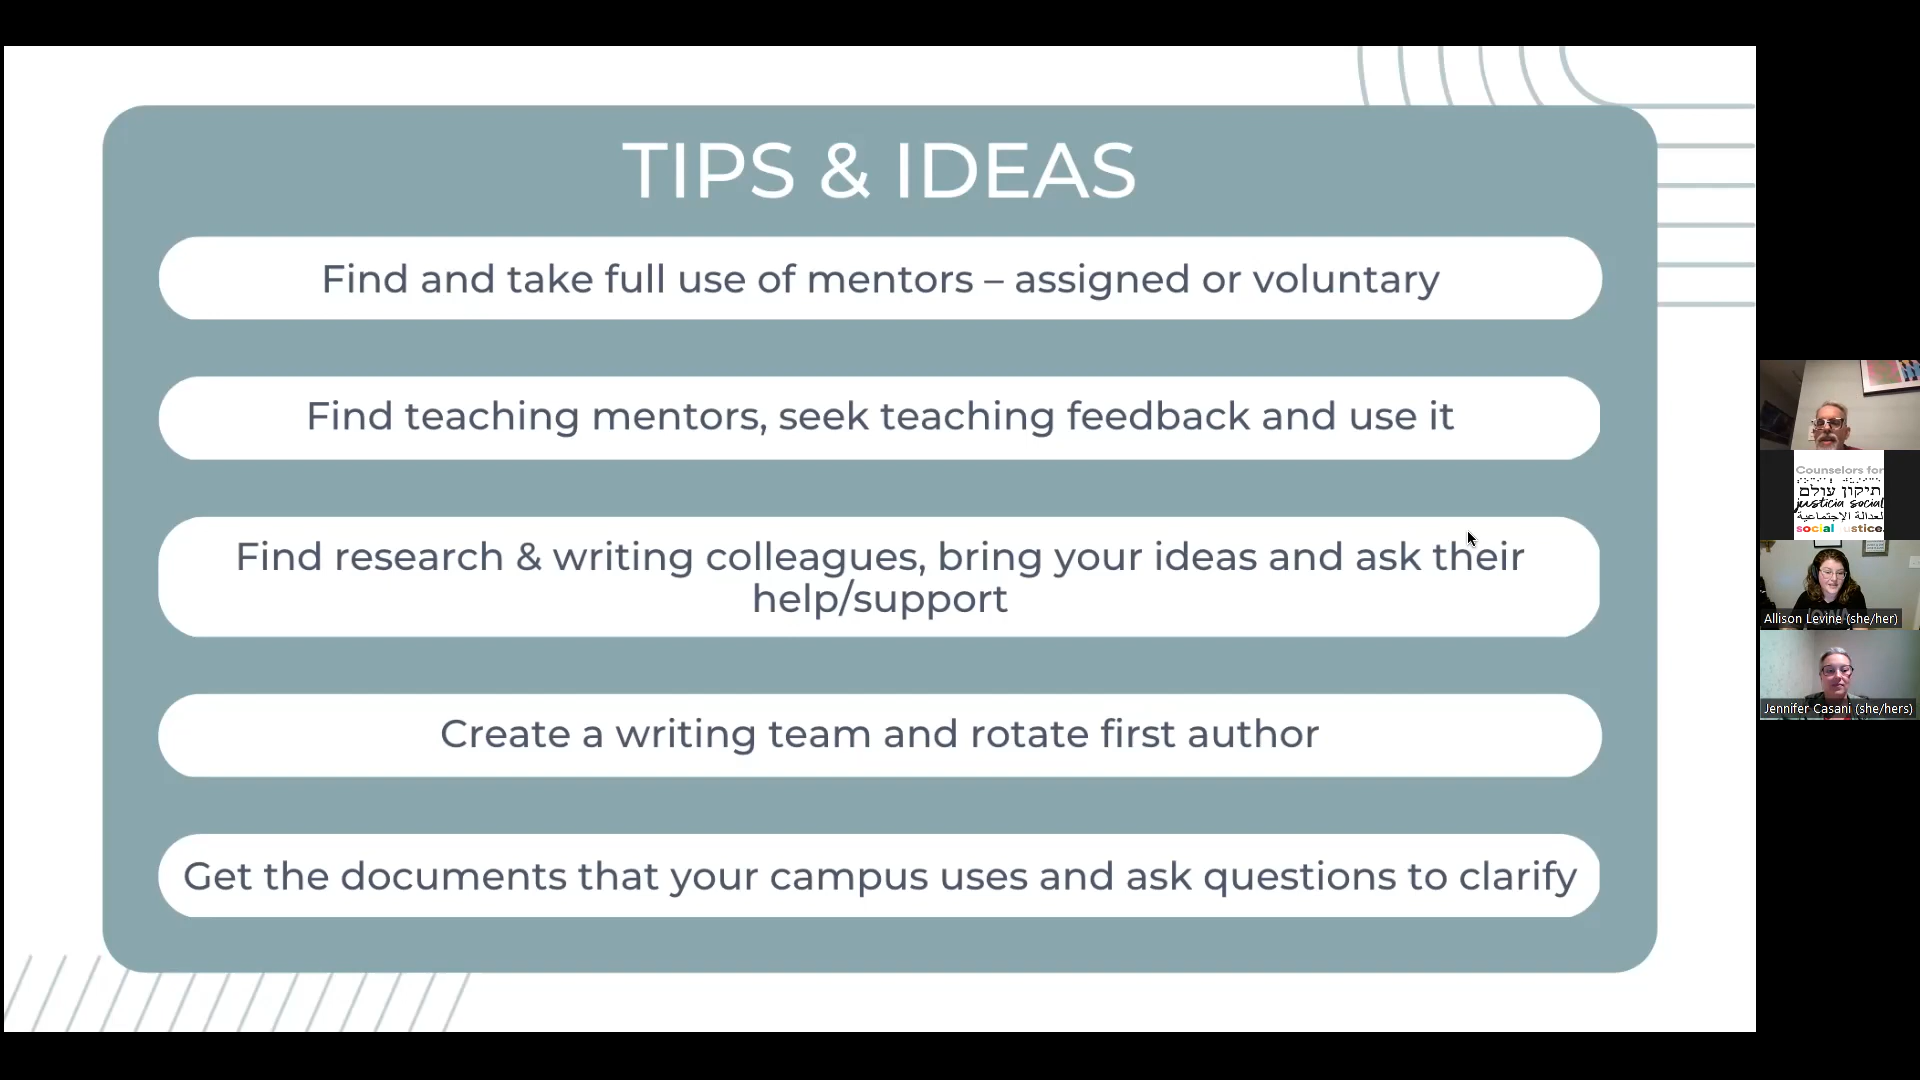 TIPS & IDEAS
Find and take full use of mentors – assigned or voluntary
Find teaching mentors, seek teaching feedback and use it
Find research & writing colleagues, bring your ideas and ask their
help/support
Create a writing team and rotate first author
Get the documents that your campus uses and ask questions to clarify
Counselors for
תיקון עולם
justicia social
لعدالة الإجتماعية
social ustice.
Allison Levine (she/her)
Jennifer Casani (she/hers)